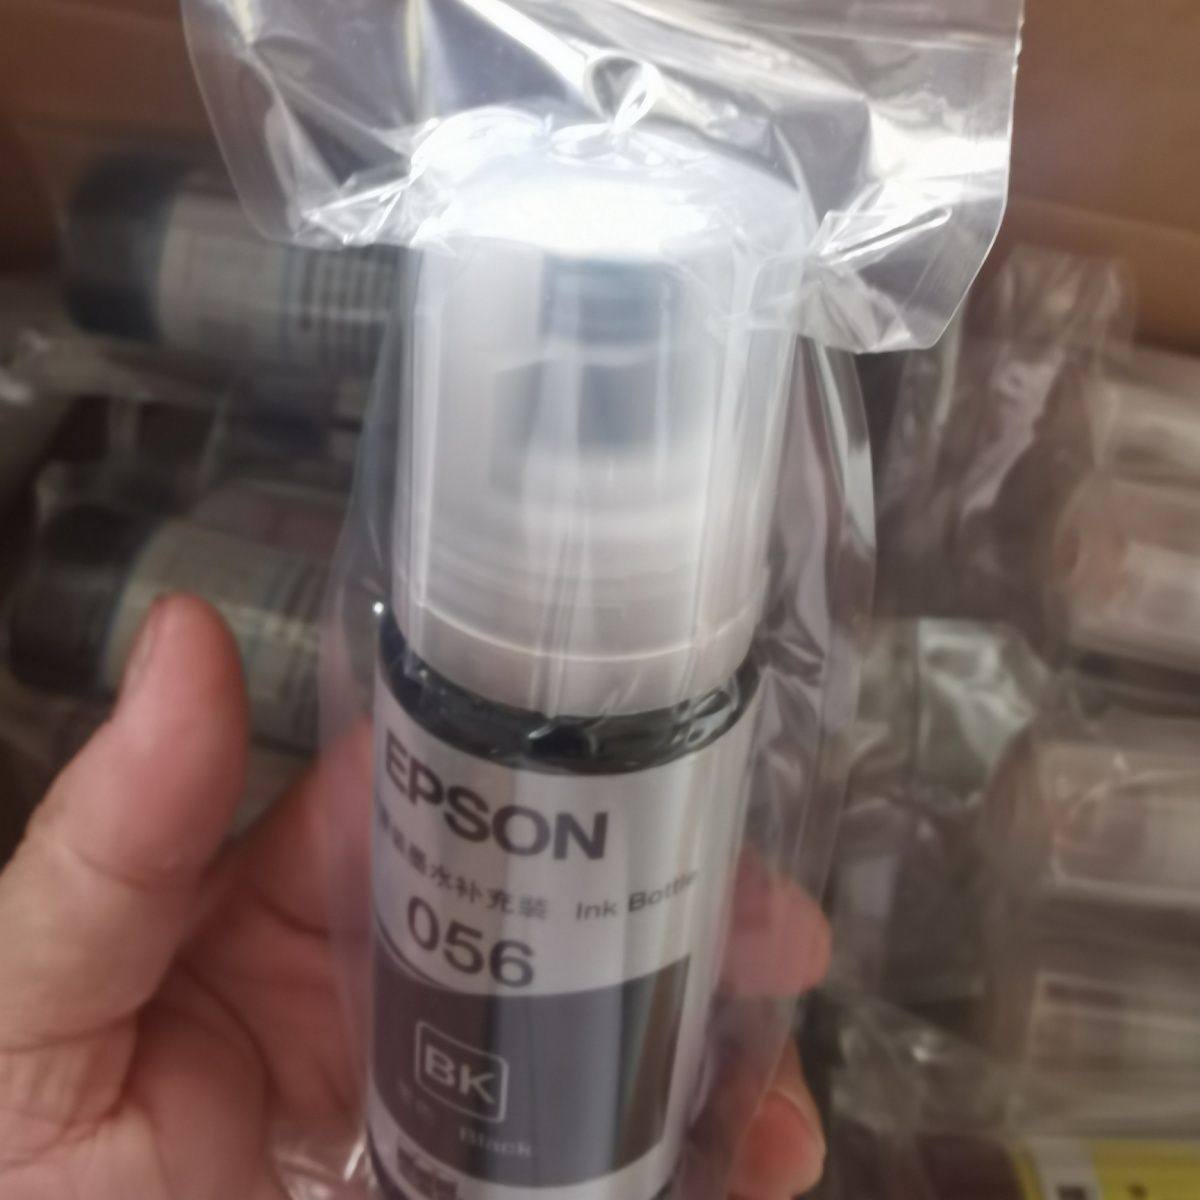 EPSON
墨水补充装 Ink Bottle
056
BK
Black